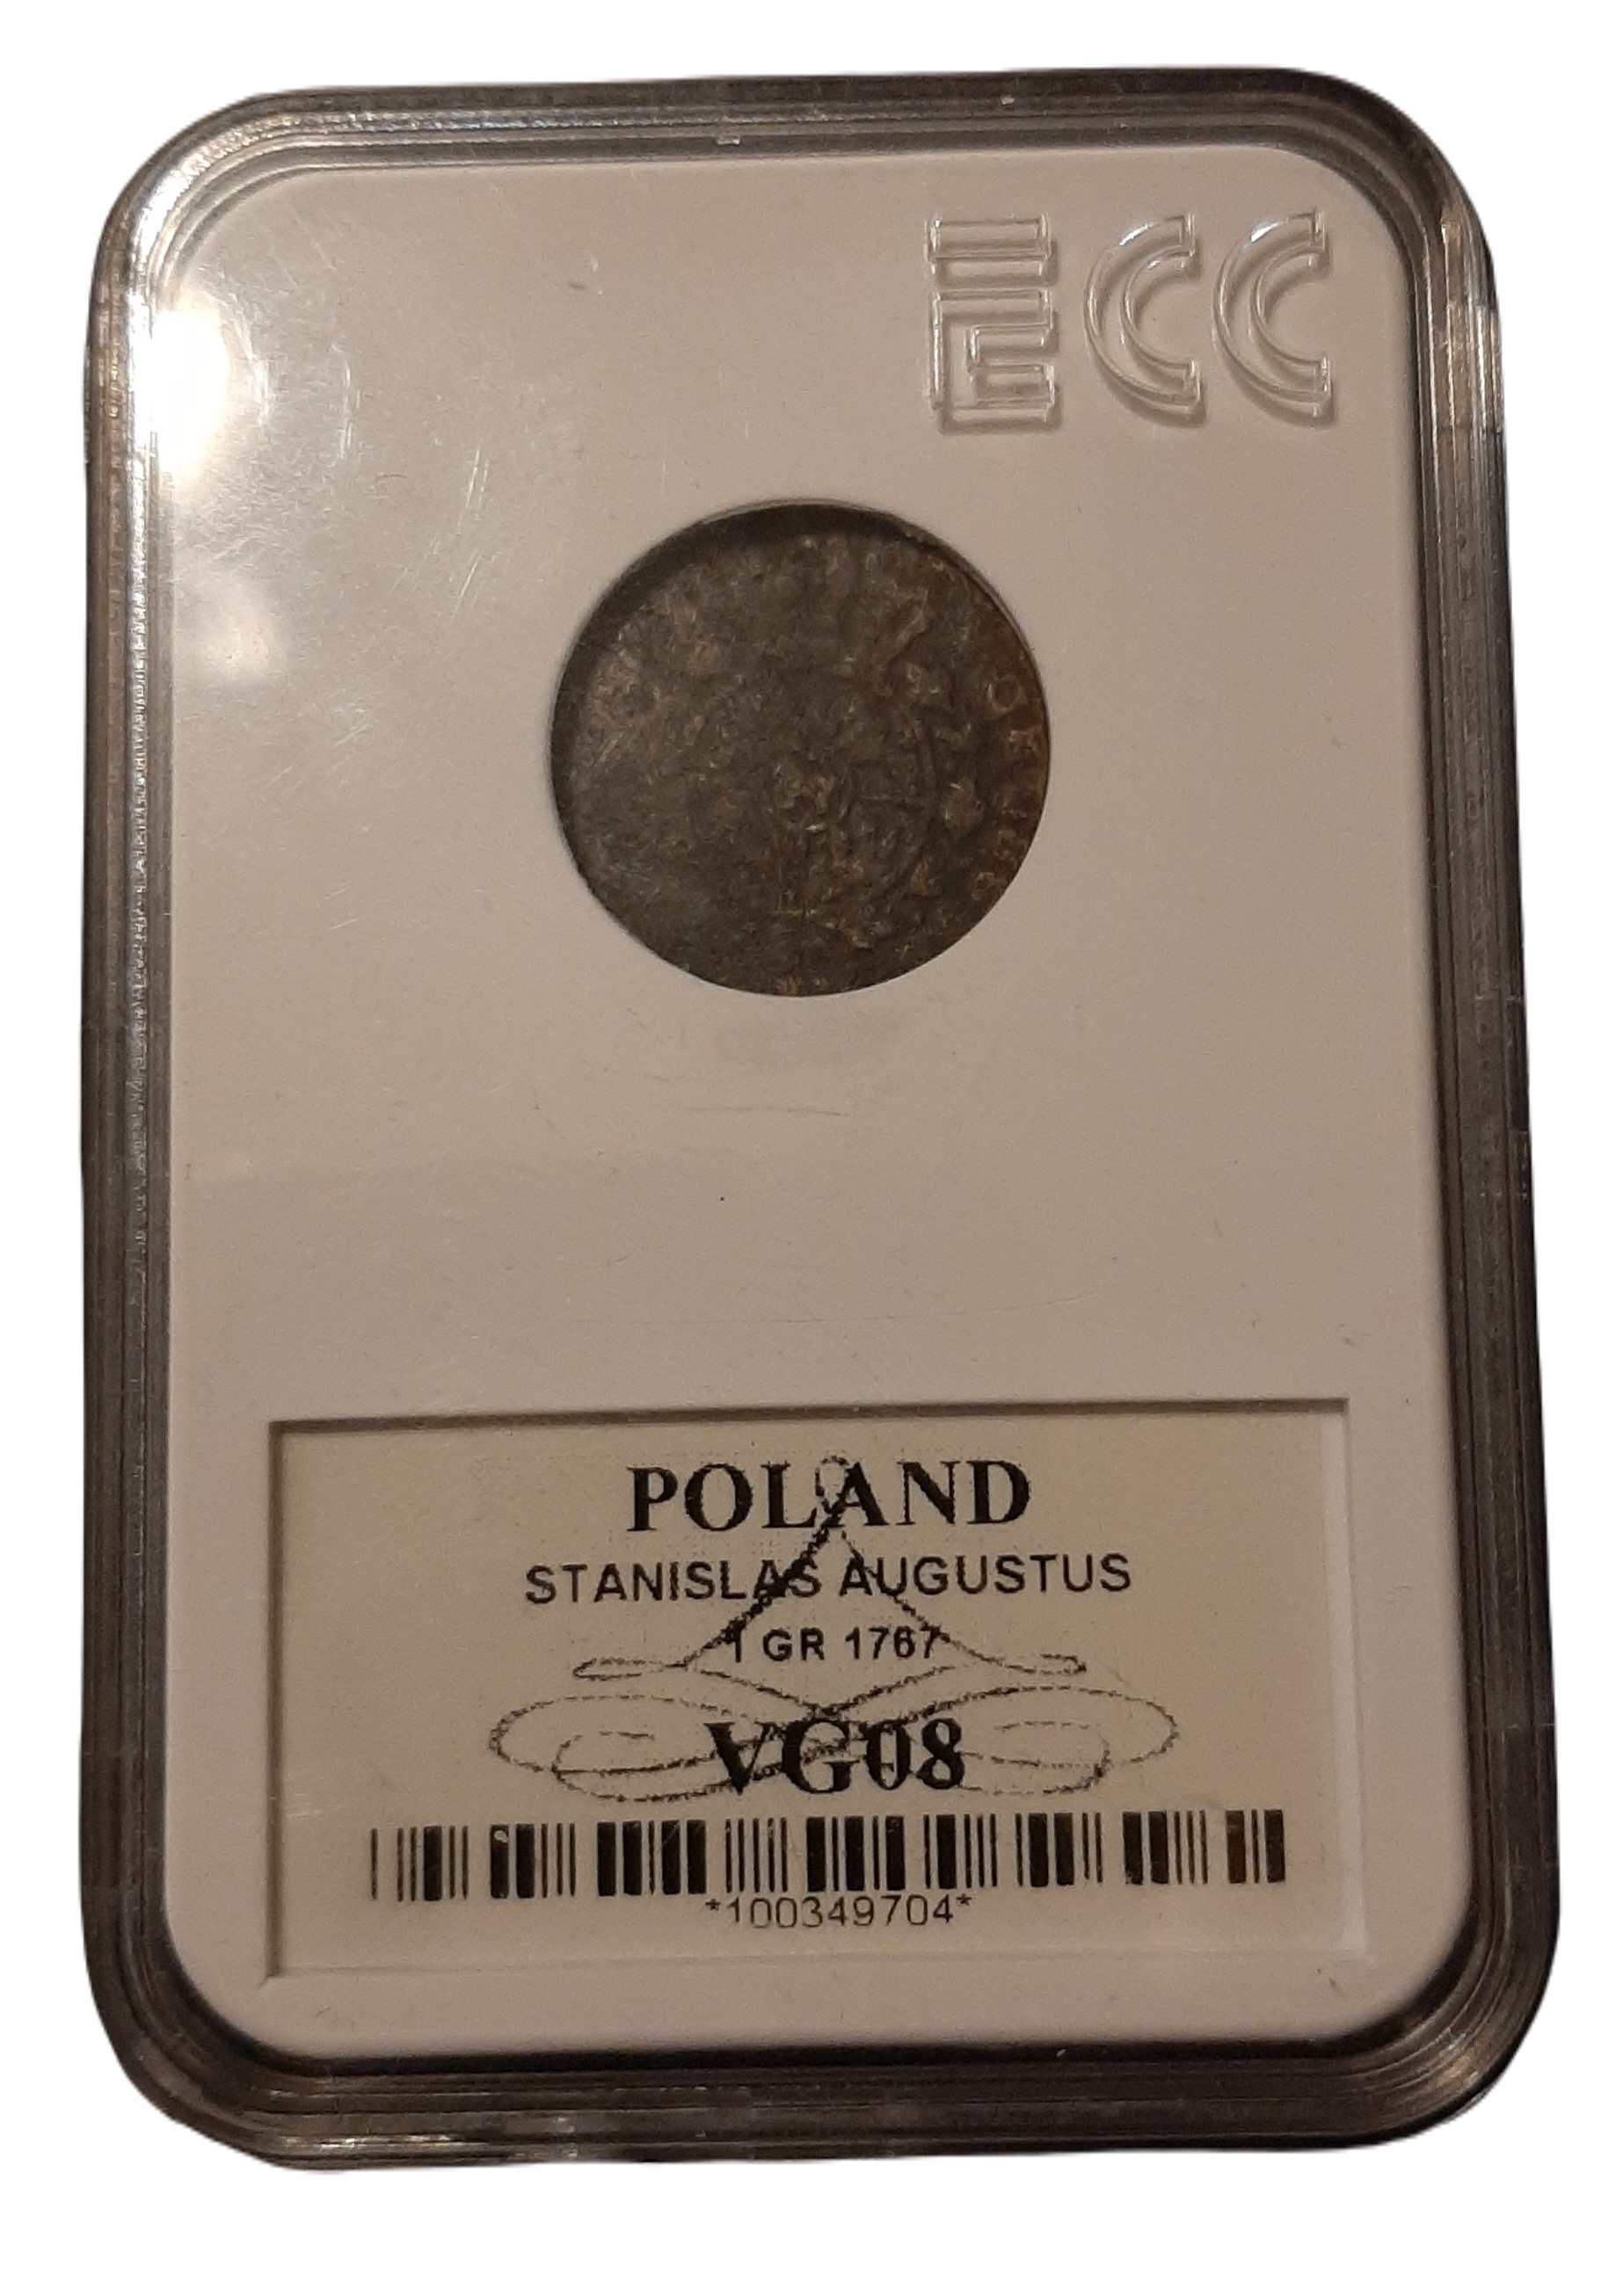 ECC
POLAND
STANISLAS AUGUSTUS
1 GR 1767
VG08
*100349704*